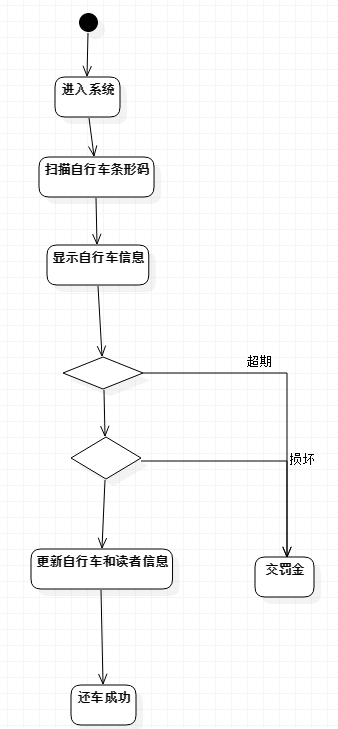 进入系统
扫描自行车条形码
显示自行车信息
超期
损坏
更新自行车和读者信息
交罚金
还车成功